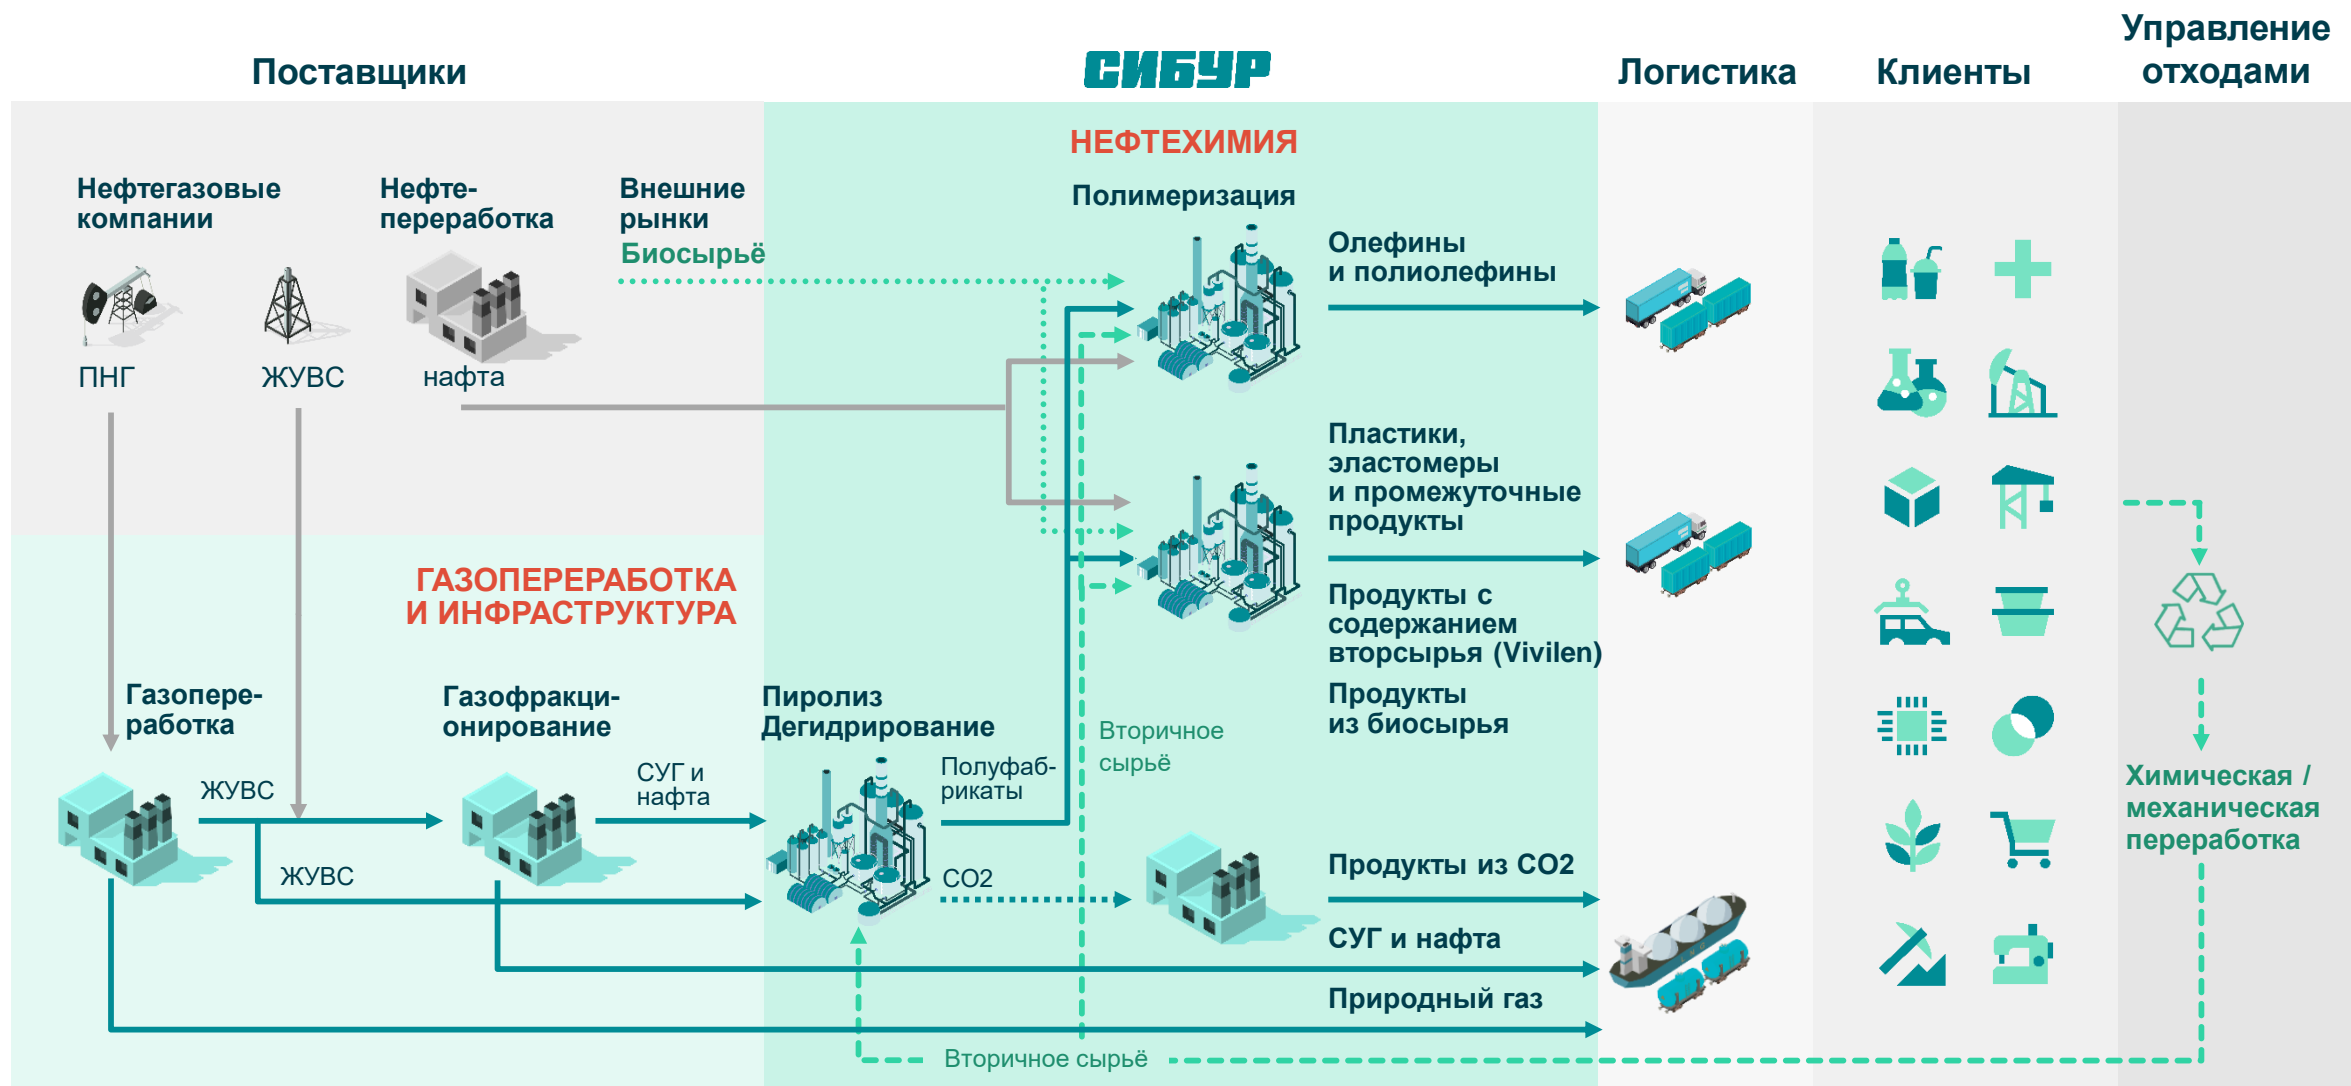 Поставщики
СИБУР
Логистика
Клиенты
Управление
отходами
НЕФТЕХИМИЯ
Нефтегазовые
компании
Нефте-
переработка
Внешние
рынки
Биосырьё
Полимеризация
Олефины
и полиолефины
ПНГ
ЖУВС
нафта
Пластики,
эластомеры
и промежуточные
продукты
ГАЗОПЕРЕРАБОТКА
И ИНФРАСТРУКТУРА
Продукты с
содержанием
вторсырья (Vivilen)
Продукты
из биосырья
Газопере-
работка
Газофракци-
онирование
Пиролиз
Дегидрирование
Вторичное
сырьё
ЖУВС
СУГ и
нафта
Полуфаб-
рикаты
Химическая /
механическая
переработка
ЖУВС
СО2
Продукты из СО2
СУГ и нафта
Природный газ
Вторичное сырьё